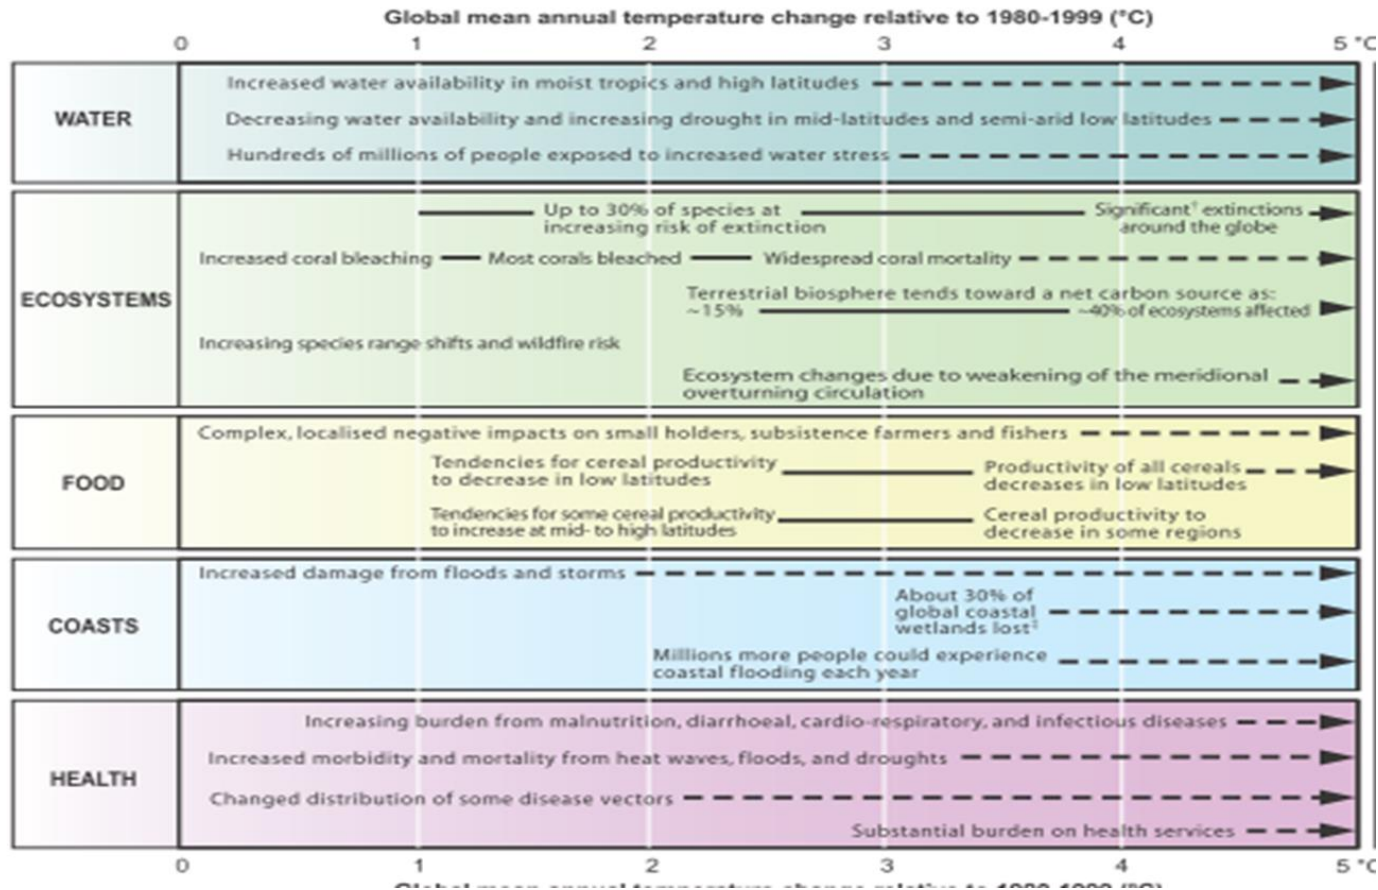 Global mean annual temperature change relative to 1980-1999 (°C)
0 1 2 3 4 5 °C
WATER
Increased water availability in moist tropics and high latitudes
Decreasing water availability and increasing drought in mid-latitudes and semi-arid low latitudes
Hundreds of millions of people exposed to increased water stress
ECOSYSTEMS
Up to 30% of species at
increasing risk of extinction
Significant† extinctions
around the globe
Increased coral bleaching Most corals bleached Widespread coral mortality
Terrestrial biosphere tends toward a net carbon source as:
~15% ~40% of ecosystems affected
Increasing species range shifts and wildfire risk
Ecosystem changes due to weakening of the meridional
overturning circulation
FOOD
Complex, localised negative impacts on small holders, subsistence farmers and fishers
Tendencies for cereal productivity
to decrease in low latitudes
Productivity of all cereals
decreases in low latitudes
Tendencies for some cereal productivity
to increase at mid- to high latitudes
Cereal productivity to
decrease in some regions
COASTS
Increased damage from floods and storms
About 30% of
global coastal
wetlands lost‡
Millions more people could experience
coastal flooding each year
HEALTH
Increasing burden from malnutrition, diarrhoeal, cardio-respiratory, and infectious diseases
Increased morbidity and mortality from heat waves, floods, and droughts
Changed distribution of some disease vectors
Substantial burden on health services
0 1 2 3 4 5 °C
Global mean annual temperature change relative to 1980-1999 (°C)